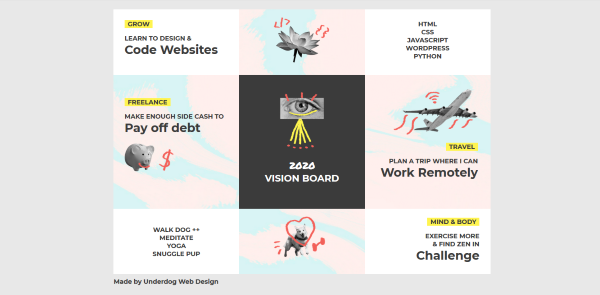 GROW
LEARN TO DESIGN &
Code Websites
</>
HTML
CSS
JAVASCRIPT
WORDPRESS
PYTHON
FREELANCE
MAKE ENOUGH SIDE CASH TO
Pay off debt
$
2020
VISION BOARD
TRAVEL
PLAN A TRIP WHERE I CAN
Work Remotely
WALK DOG ++
MEDITATE
YOGA
SNUGGLE PUP
MIND & BODY
EXERCISE MORE
& FIND ZEN IN
Challenge
Made by Underdog Web Design